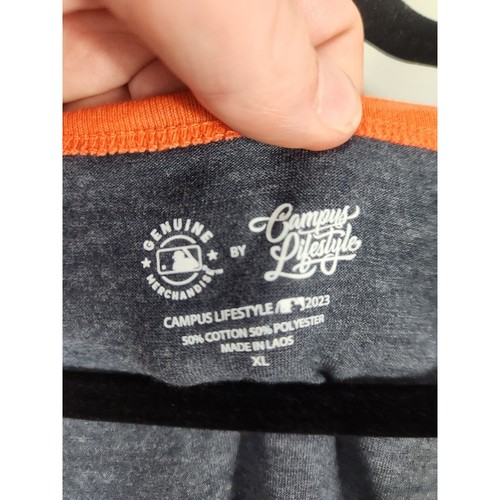 GENUINE
MERCHANDISE
BY
Campus
Lifestyle
CAMPUS LIFESTYLE / 2023
50% COTTON 50% POLYESTER
MADE IN LAOS
XL